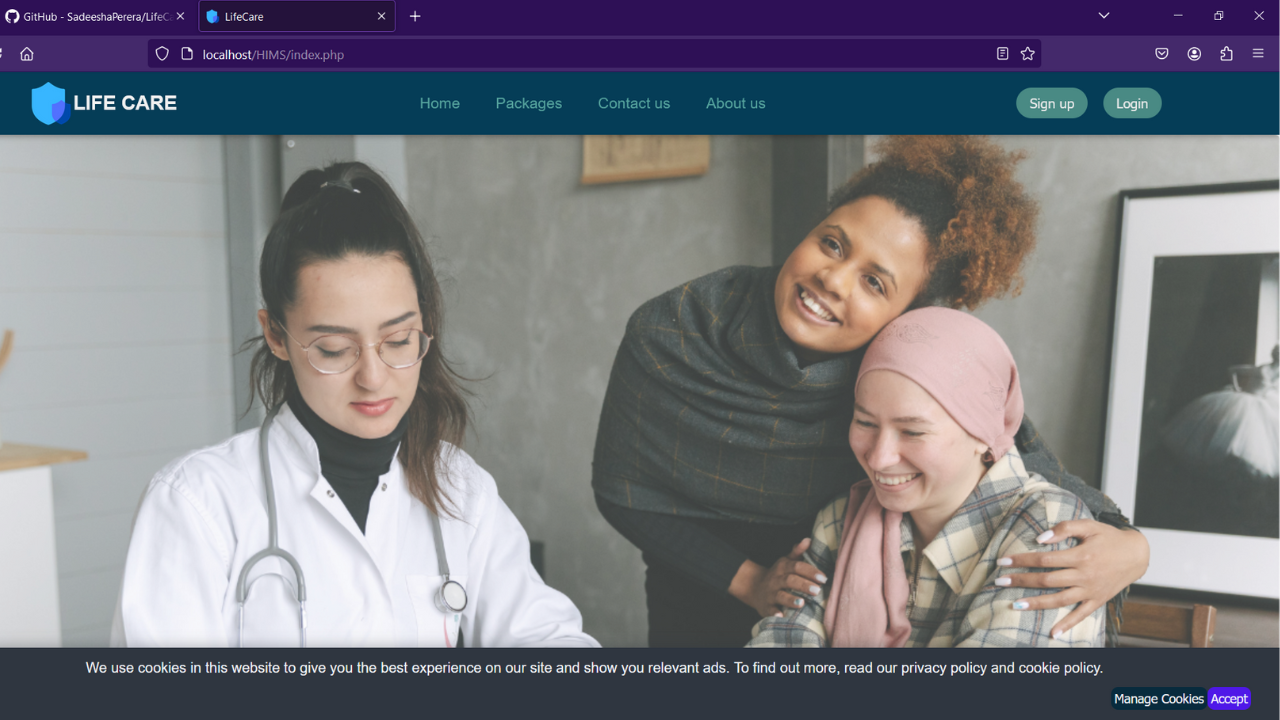 GitHub - SadeeshaPerera/LifeCa
LifeCare
localhost/HIMS/index.php
LIFE CARE
Home
Packages
Contact us
About us
Sign up
Login
We use cookies in this website to give you the best experience on our site and show you relevant ads. To find out more, read our privacy policy and cookie policy.
Manage Cookies
Accept